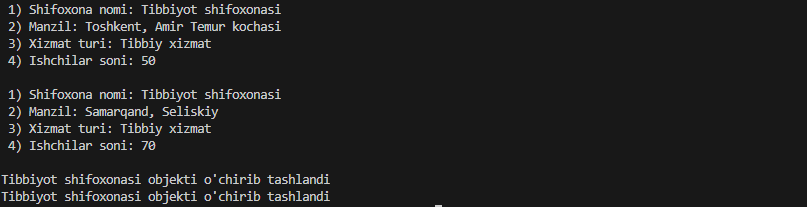 1) Shifoxona nomi: Tibbiyot shifoxonasi
2) Manzil: Toshkent, Amir Temur kochasi
3) Xizmat turi: Tibbiy xizmat
4) Ishchilar soni: 50
1) Shifoxona nomi: Tibbiyot shifoxonasi
2) Manzil: Samarqand, Seliskiy
3) Xizmat turi: Tibbiy xizmat
4) Ishchilar soni: 70
Tibbiyot shifoxonasi objekti o'chirib tashlandi
Tibbiyot shifoxonasi objekti o'chirib tashlandi